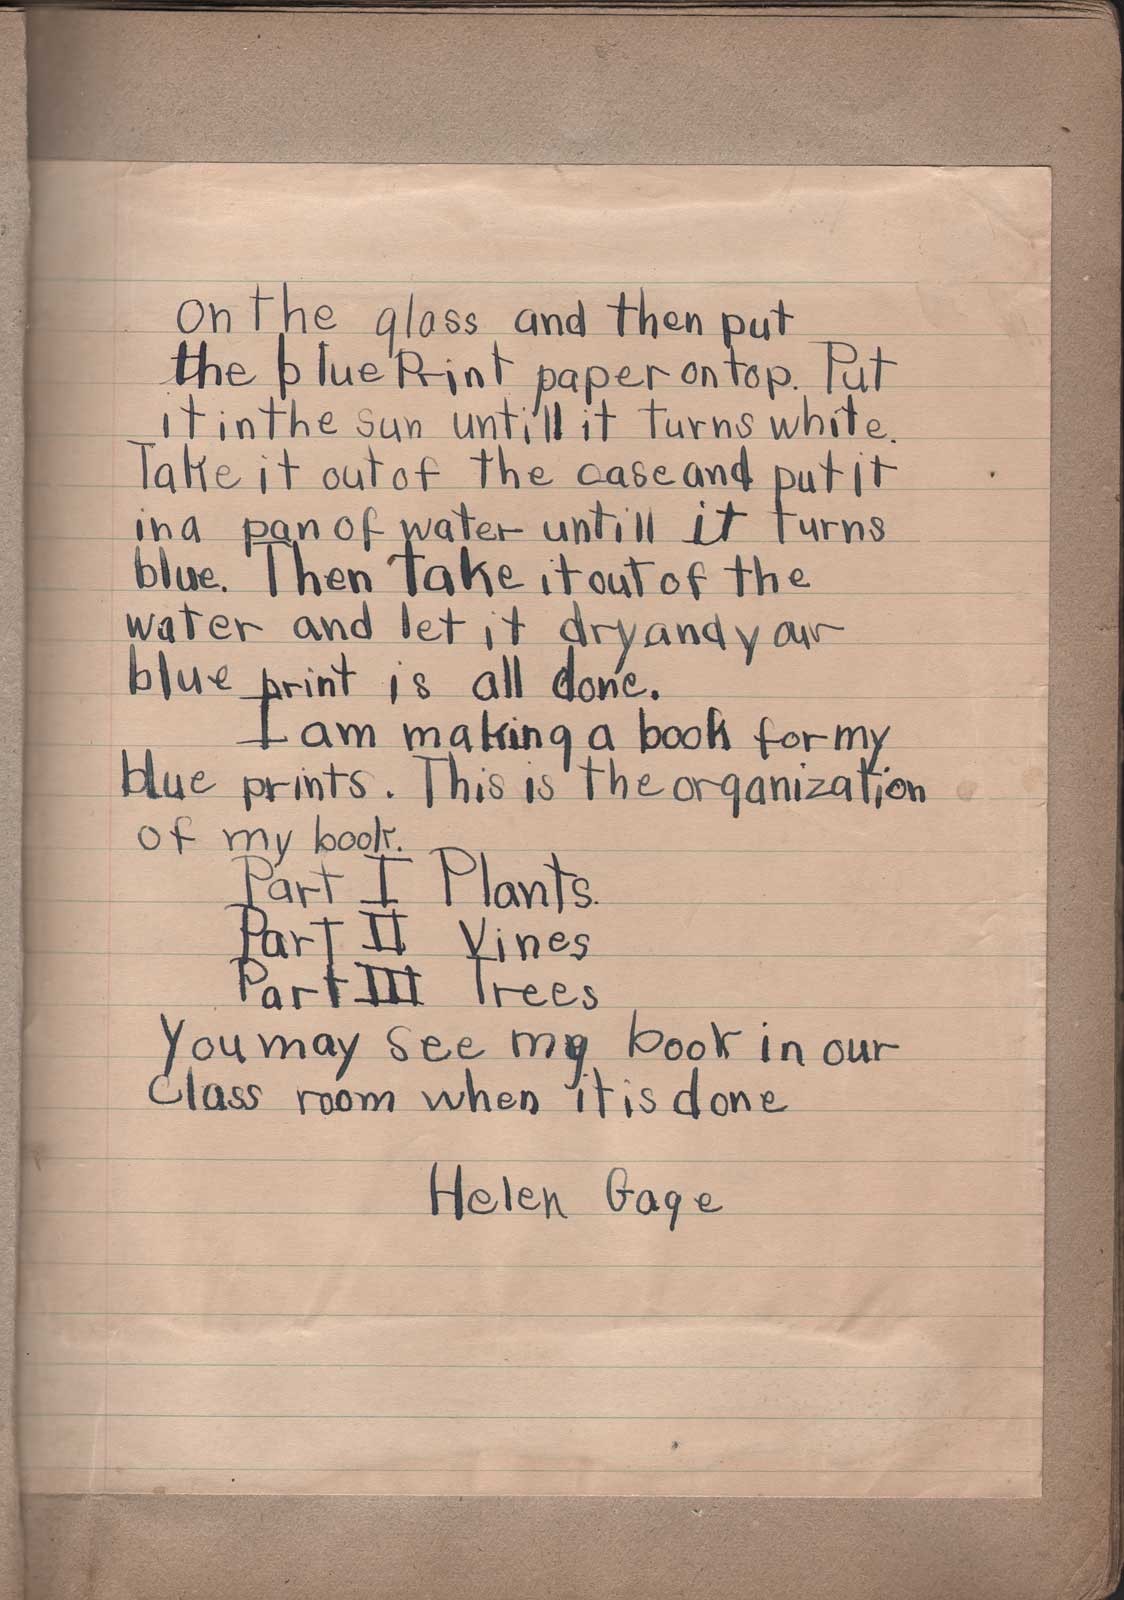 on the glass and then put
the blue Print paper on top. Put
it in the sun untill it turns white.
Take it out of the case and put it
in a pan of water untill it turns
blue. Then take it out of the
water and let it dry and your
blue print is all done.
I am making a book for my
blue prints. This is the organization
of my book.
Part I Plants.
Part II Vines
Part III Trees
You may see my book in our
Class room when it is done
Helen Gage